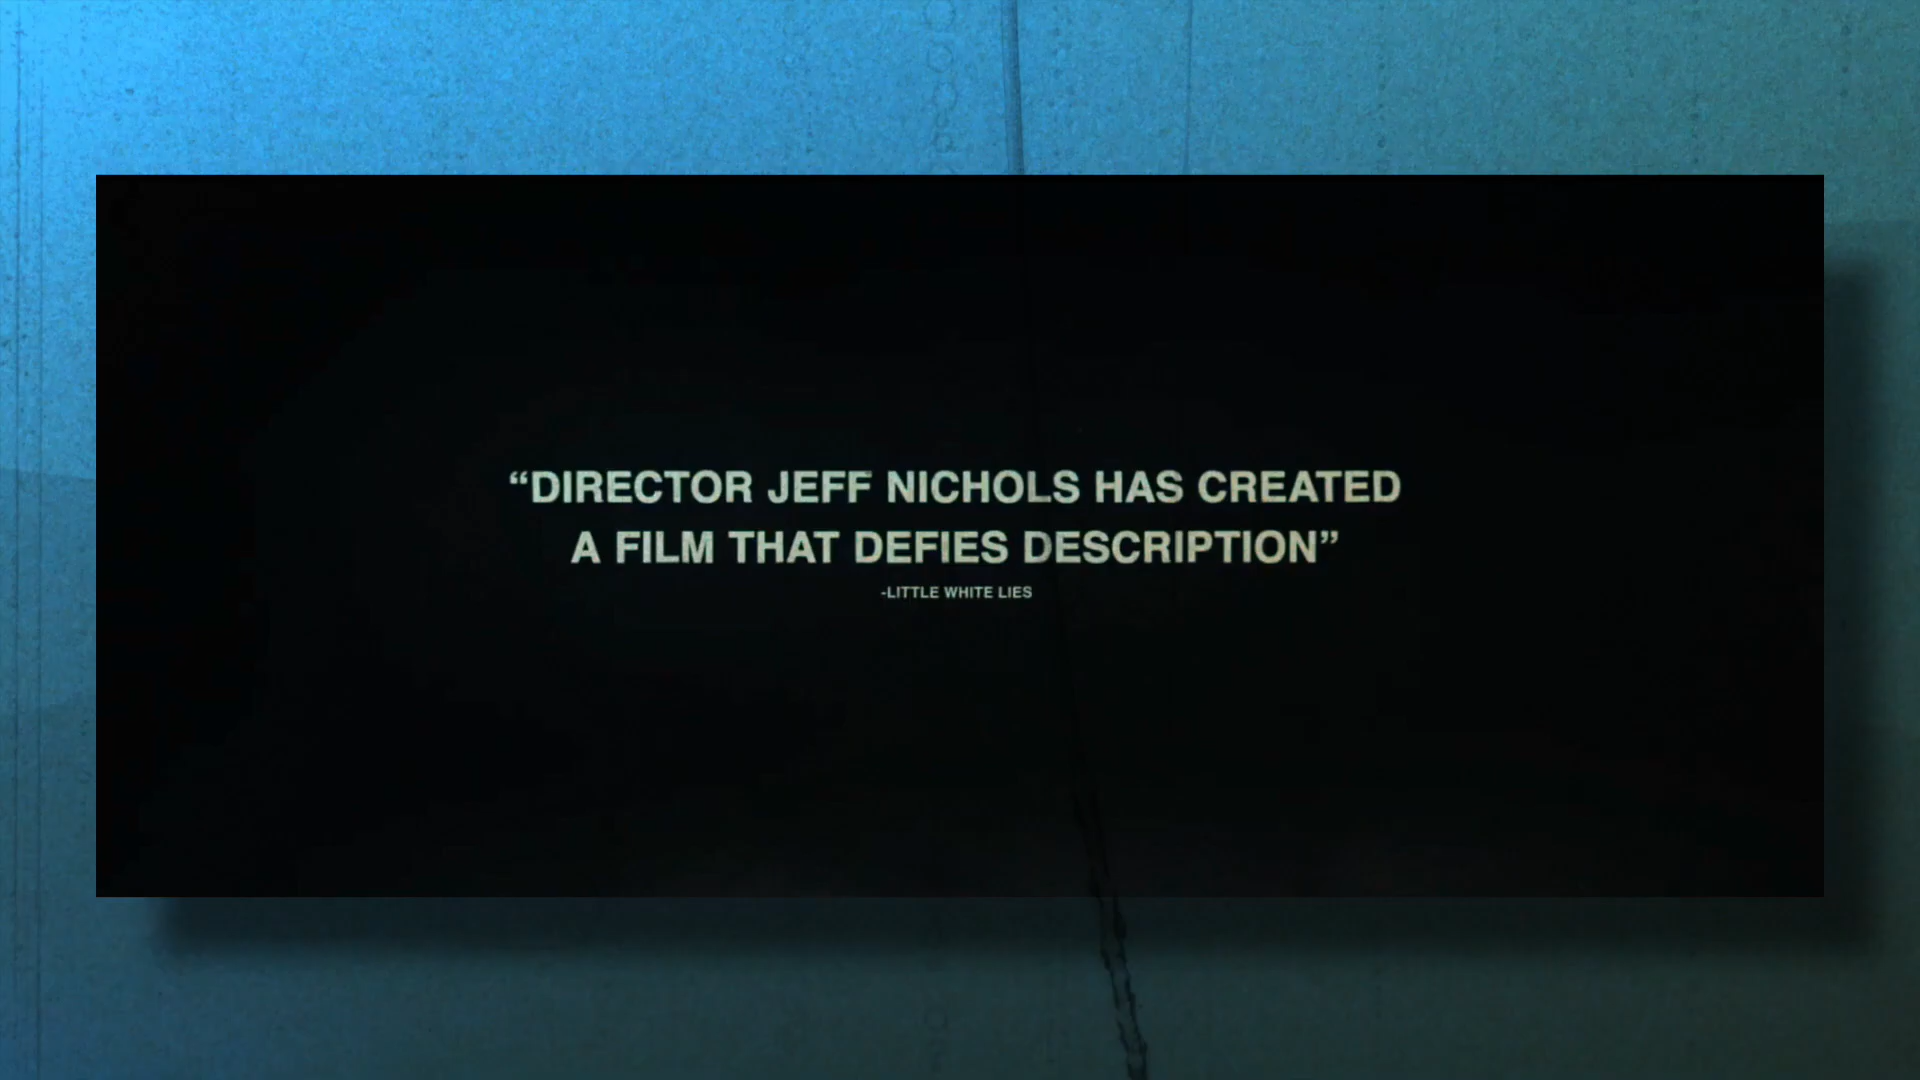 “DIRECTOR JEFF NICHOLS HAS CREATED
A FILM THAT DEFIES DESCRIPTION”
-LITTLE WHITE LIES